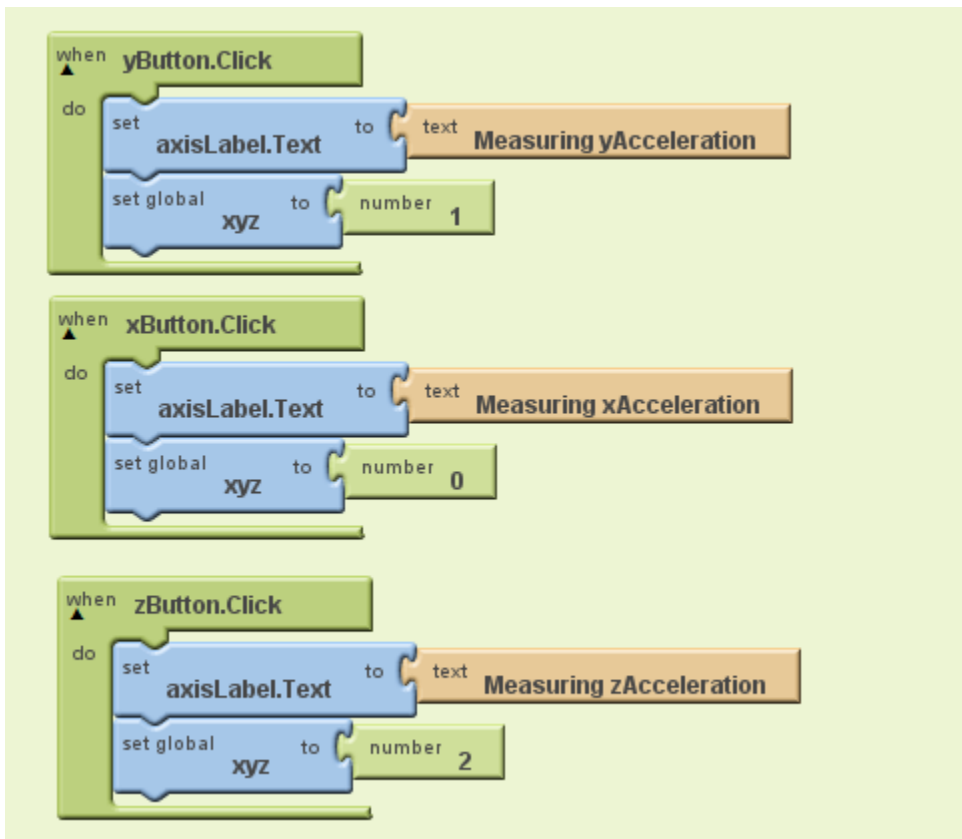 when yButton.Click
do set axisLabel.Text to text Measuring yAcceleration
set global xyz to number 1
when xButton.Click
do set axisLabel.Text to text Measuring xAcceleration
set global xyz to number 0
when zButton.Click
do set axisLabel.Text to text Measuring zAcceleration
set global xyz to number 2